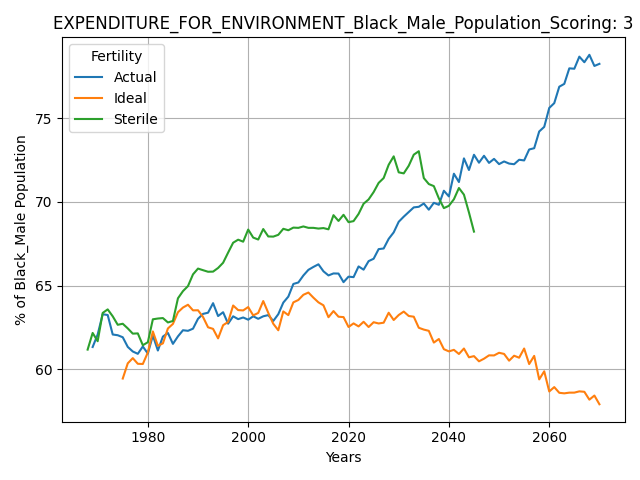 EXPENDITURE_FOR_ENVIRONMENT_Black_Male_Population_Scoring: 3
Fertility
Actual
Ideal
Sterile
% of Black_Male Population
75
70
65
60
1980
2000
2020
2040
2060
Years